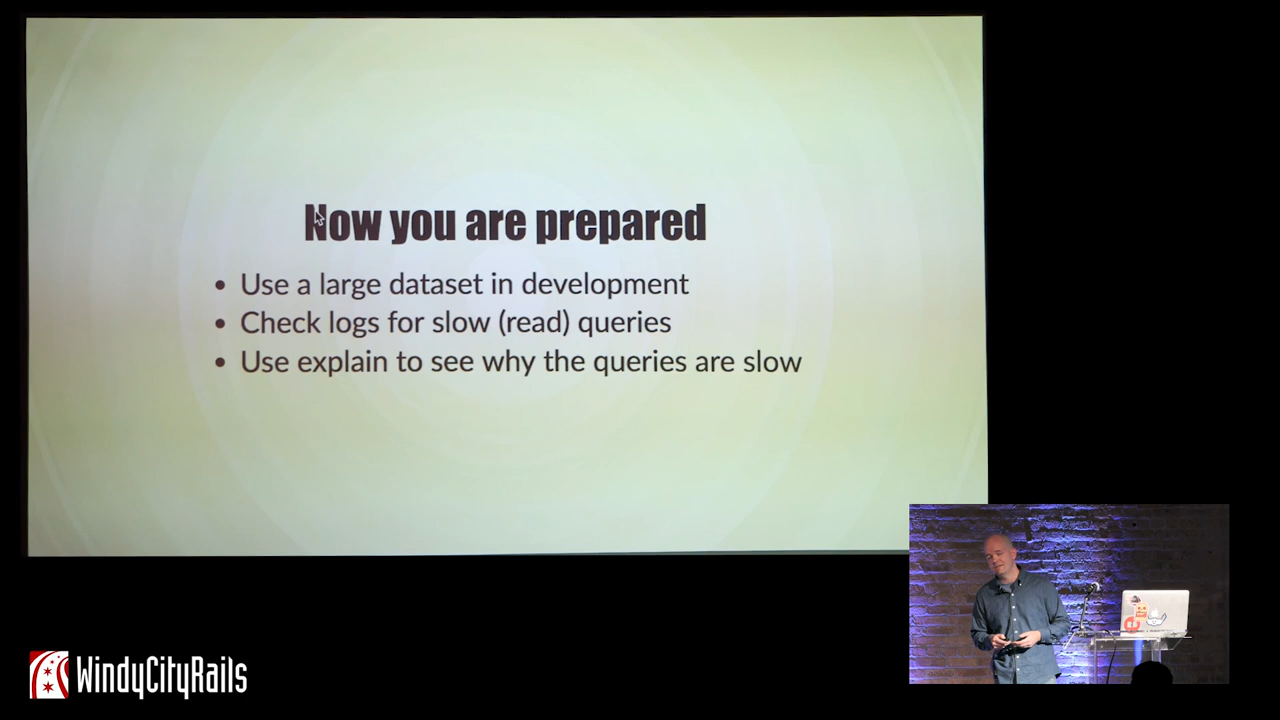 Now you are prepared
• Use a large dataset in development
• Check logs for slow (read) queries
• Use explain to see why the queries are slow
WindyCityRails